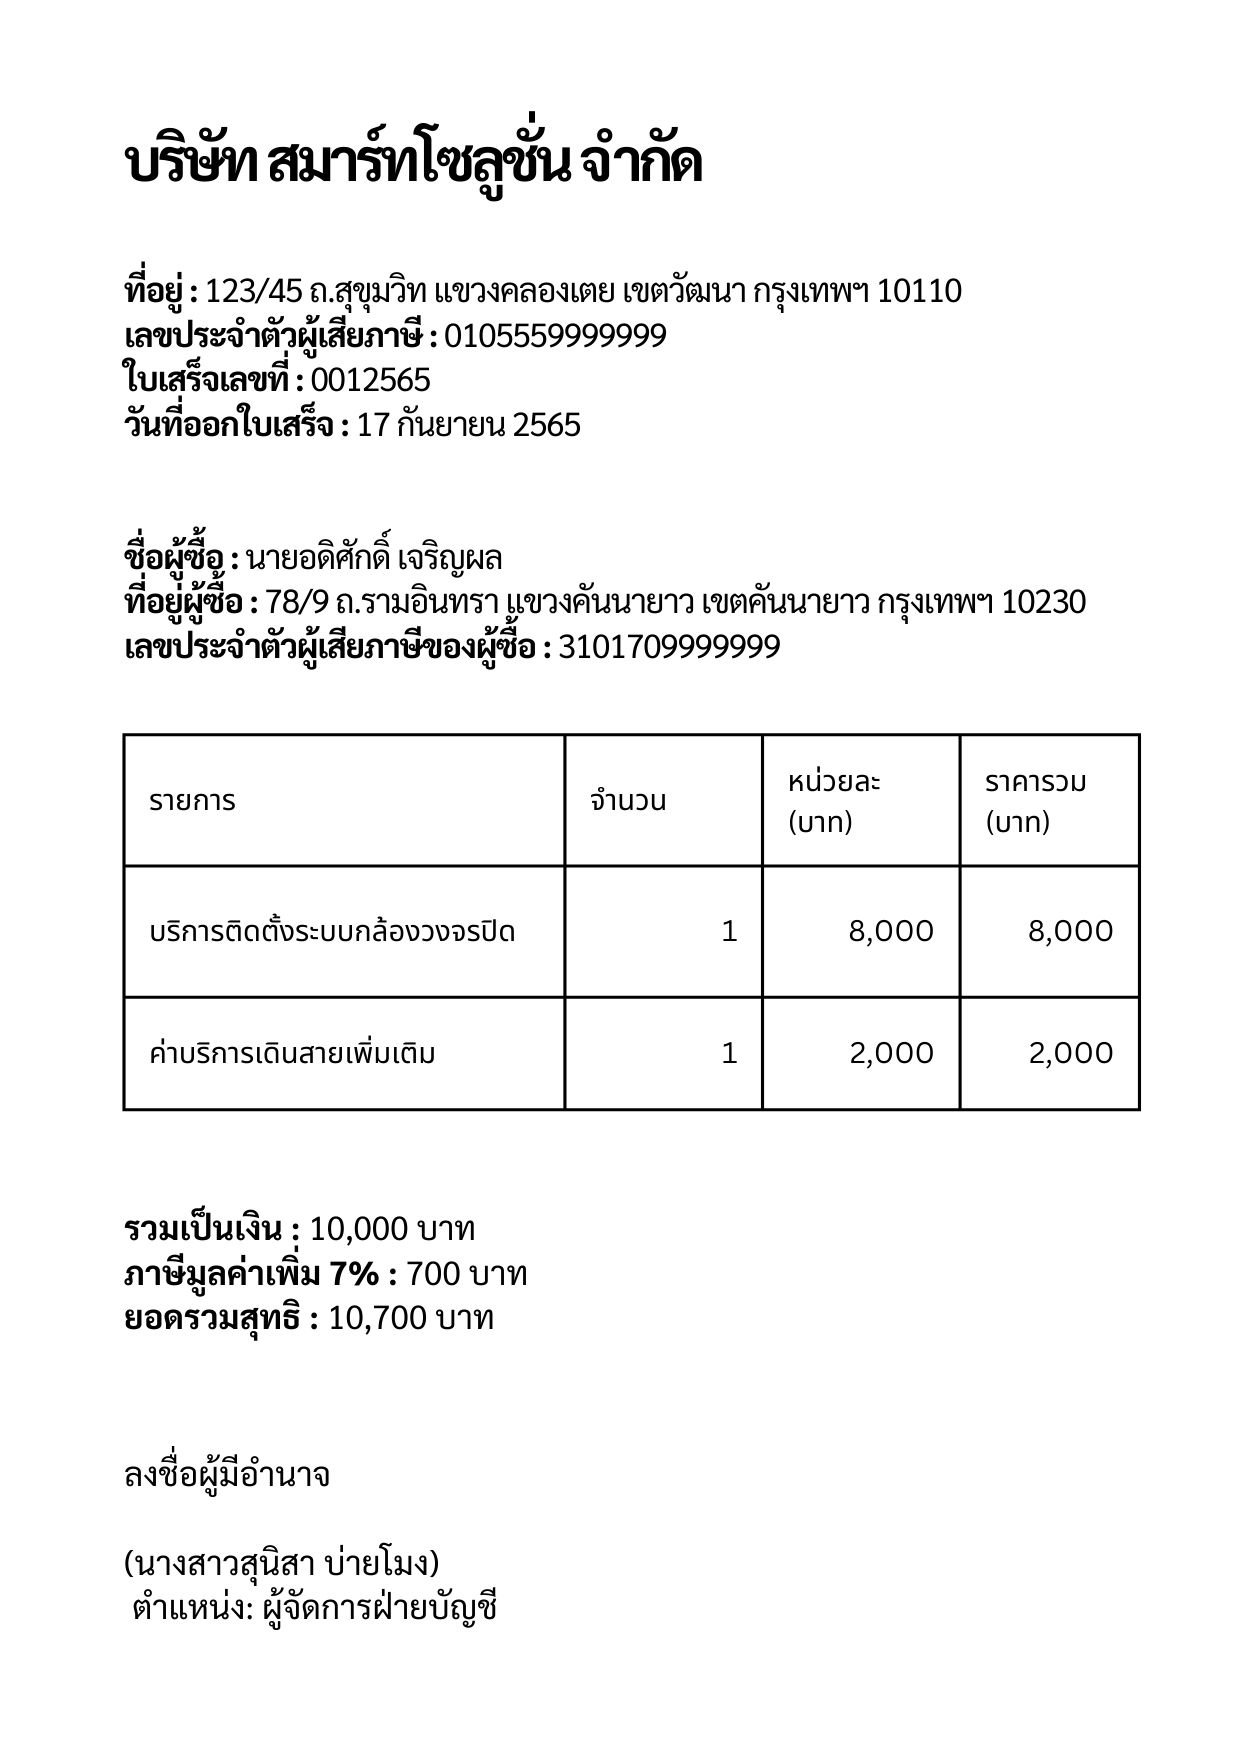 บริษัท สมาร์ทโซลูชั่น จำกัด
ที่อยู่ : 123/45 ถ.สุขุมวิท แขวงคลองเตย เขตวัฒนา กรุงเทพฯ 10110
เลขประจำตัวผู้เสียภาษี : 0105559999999
ใบเสร็จเลขที่ : 0012565
วันที่ออกใบเสร็จ : 17 กันยายน 2565
ชื่อผู้ซื้อ : นายอดิศักดิ์ เจริญผล
ที่อยู่ผู้ซื้อ : 78/9 ถ.รามอินทรา แขวงคันนายาว เขตคันนายาว กรุงเทพฯ 10230
เลขประจำตัวผู้เสียภาษีของผู้ซื้อ : 3101709999999
รายการ จำนวน หน่วยละ (บาท) ราคารวม (บาท)
บริการติดตั้งระบบกล้องวงจรปิด 1 8,000 8,000
ค่าบริการเดินสายเพิ่มเติม 1 2,000 2,000
รวมเป็นเงิน : 10,000 บาท
ภาษีมูลค่าเพิ่ม 7% : 700 บาท
ยอดรวมสุทธิ : 10,700 บาท
ลงชื่อผู้มีอำนาจ
(นางสาวสุนิสา บ่ายโมง)
ตำแหน่ง: ผู้จัดการฝ่ายบัญชี